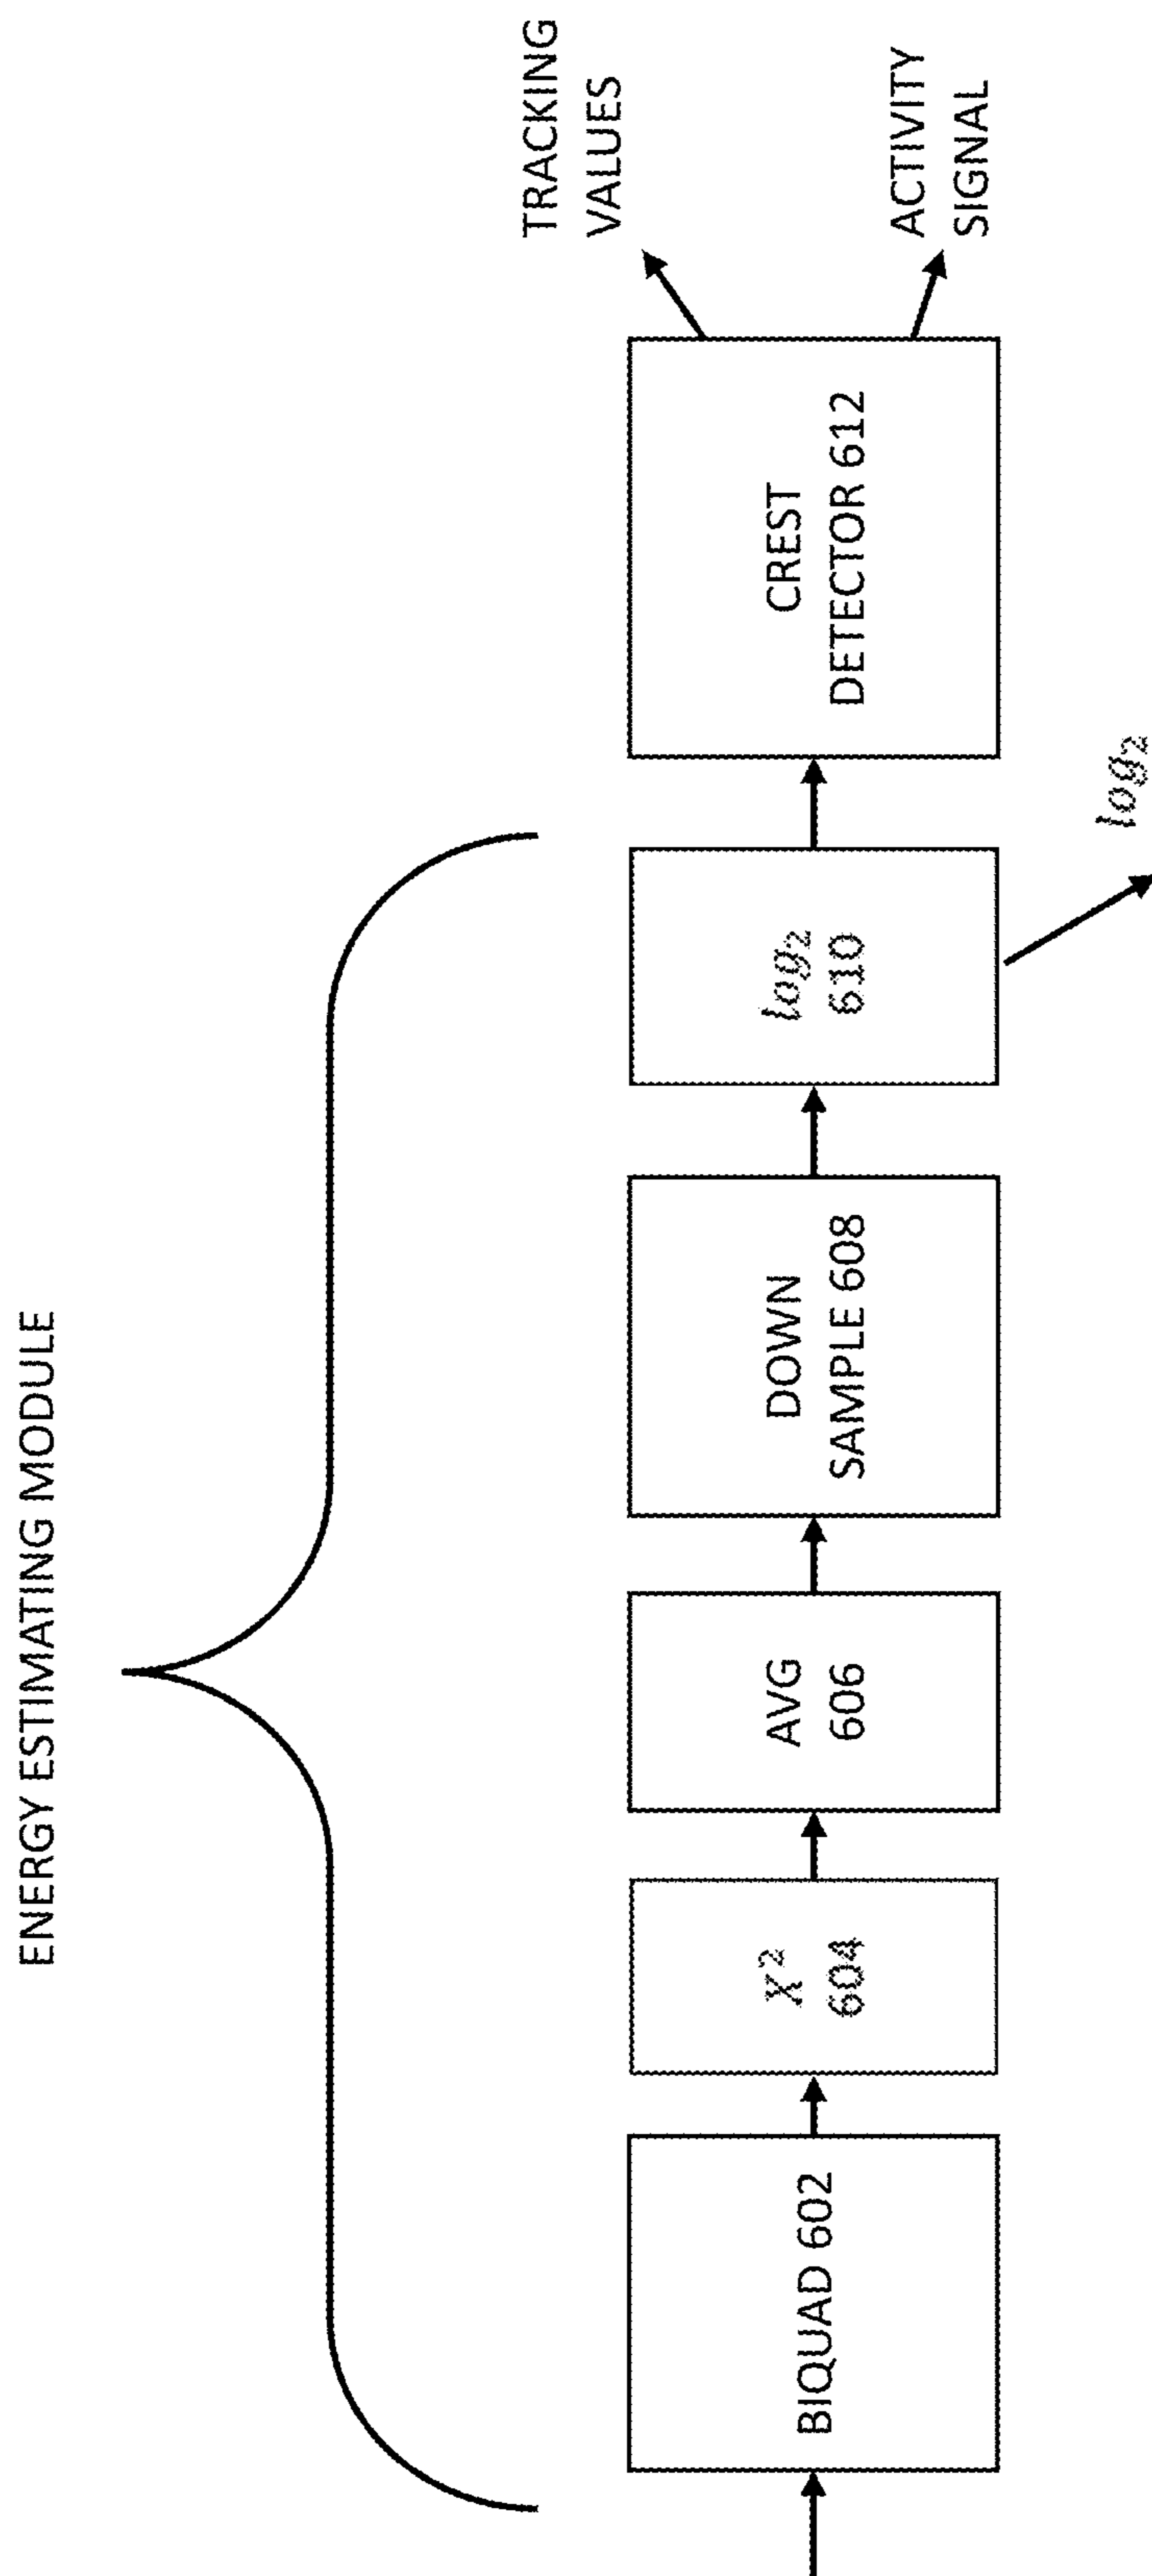 ENERGY ESTIMATING MODULE
BIQUAD 602
X²
604
AVG
606
DOWN
SAMPLE 608
log₂
610
CREST
DETECTOR 612
TRACKING
VALUES
ACTIVITY
SIGNAL
log₂